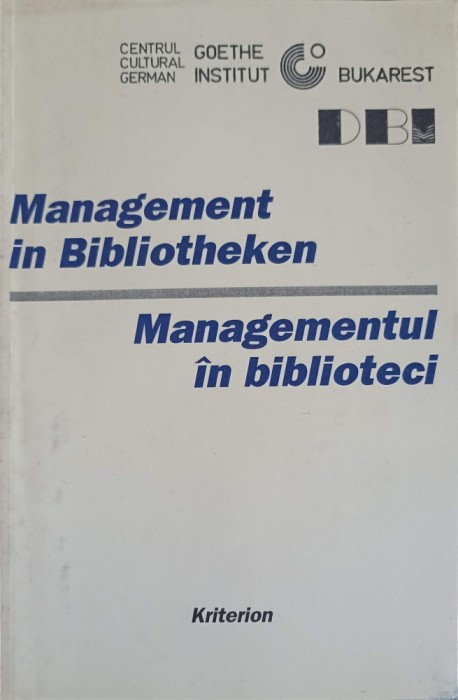 CENTRUL
CULTURAL
GERMAN
GOETHE
INSTITUT
BUKAREST
DBI
Management
in Bibliotheken
Managementul
în biblioteci
Kriterion